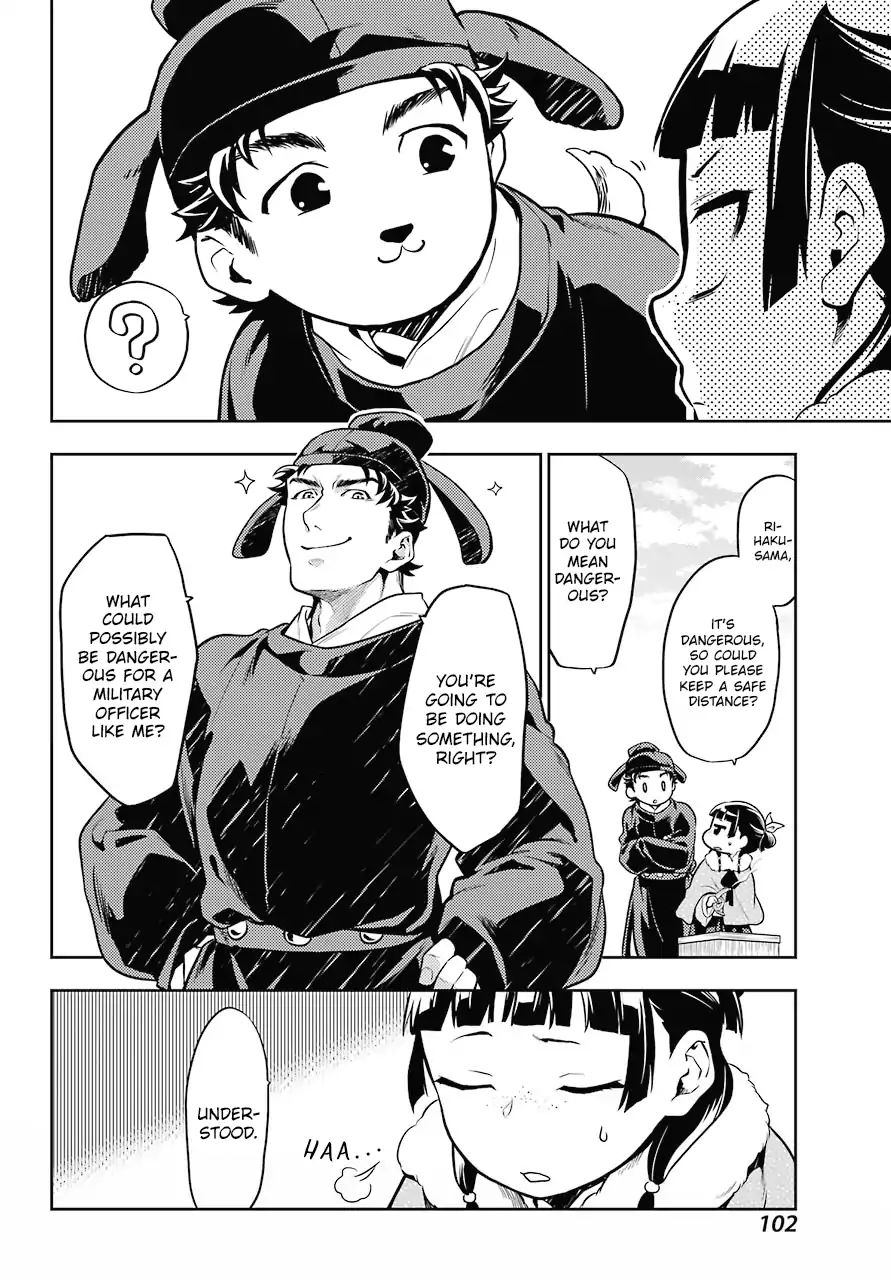 ?
RI-
HAKU-
SAMA,
IT'S
DANGEROUS,
SO COULD
YOU PLEASE
KEEP A SAFE
DISTANCE?
WHAT
DO YOU
MEAN
DANGER-
OUS?
YOU'RE
GOING TO
BE DOING
SOMETHING,
RIGHT?
WHAT
COULD
POSSIBLY
BE DANGER-
OUS FOR A
MILITARY
OFFICER
LIKE ME?
HAA...
UNDER-
STOOD.
102